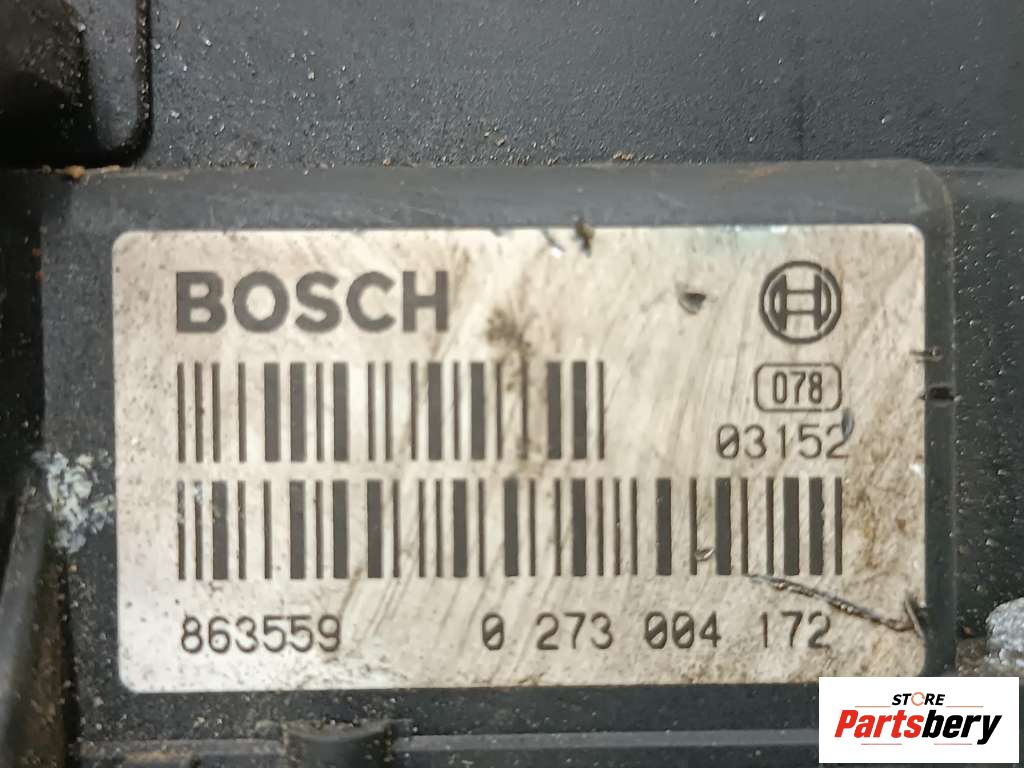 BOSCH
078
03152
863559 0 273 004 172
STORE
Partsbery